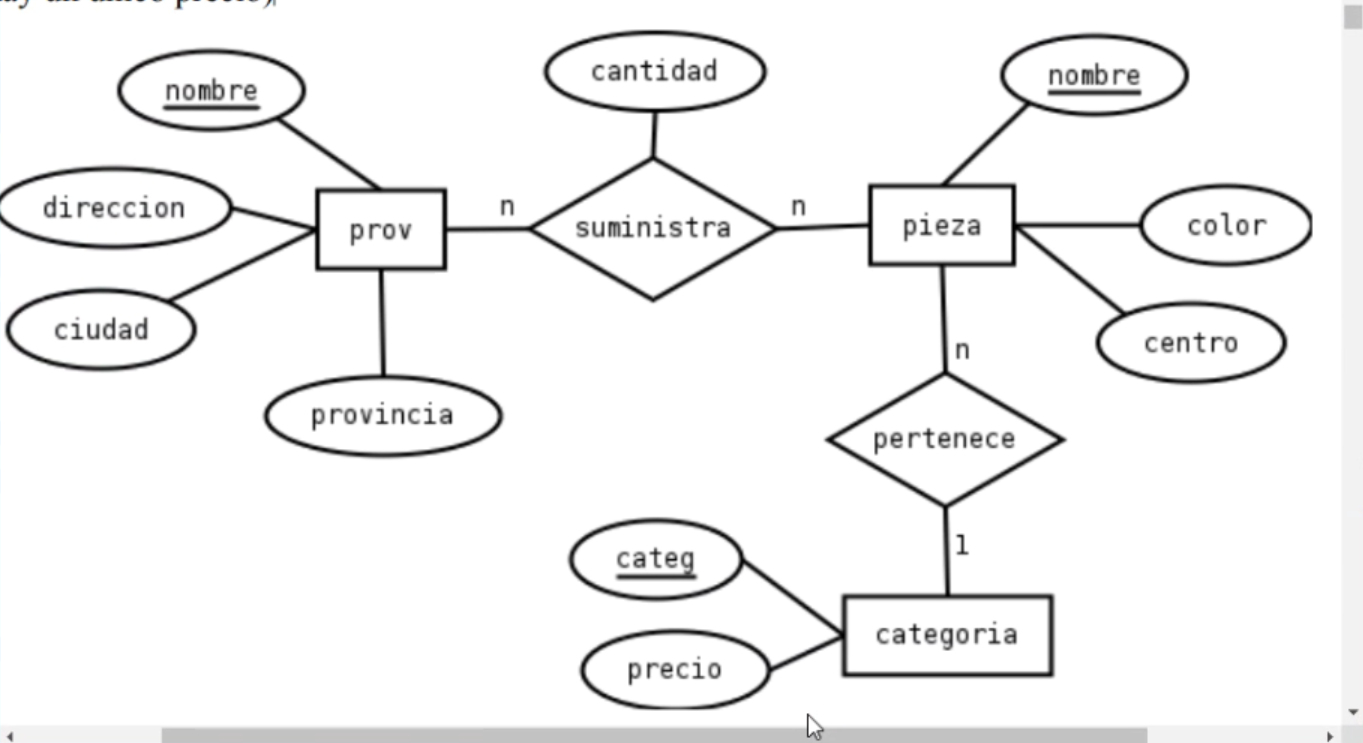 un único precio)
cantidad
nombre
nombre
direccion
n
n
suministra
prov
pieza
color
ciudad
centro
n
provincia
pertenece
1
categ
categoria
precio